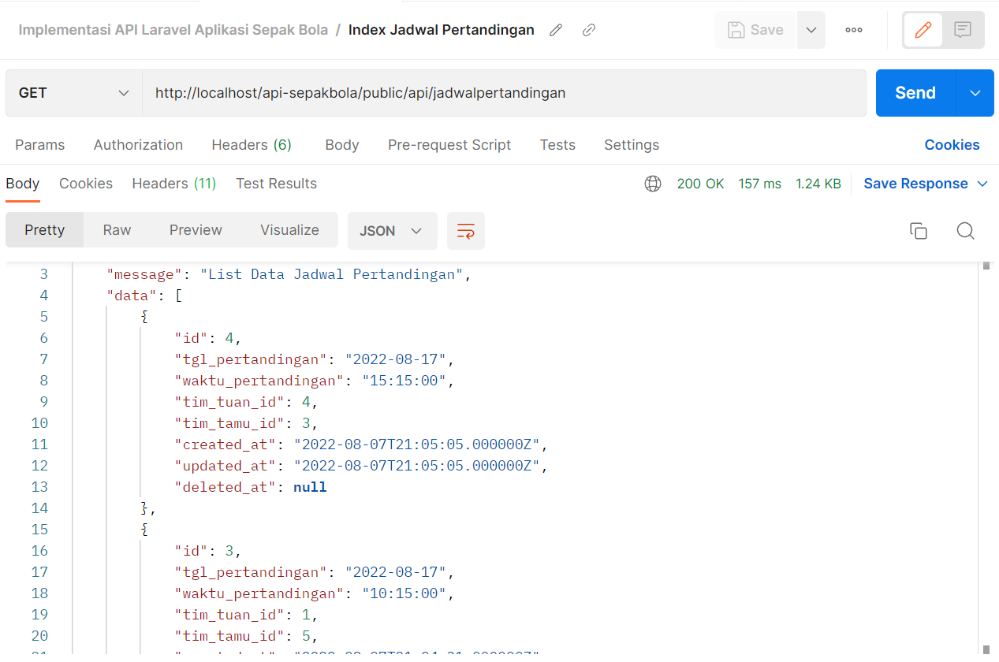 Implementasi API Laravel Aplikasi Sepak Bola / Index Jadwal Pertandingan Save
GET http://localhost/api-sepakbola/public/api/jadwalpertandingan Send
Params Authorization Headers (6) Body Pre-request Script Tests Settings Cookies
Body Cookies Headers (11) Test Results 200 OK 157 ms 1.24 KB Save Response
Pretty Raw Preview Visualize JSON
3 "message": "List Data Jadwal Pertandingan",
4 "data": [
5 {
6 "id": 4,
7 "tgl_pertandingan": "2022-08-17",
8 "waktu_pertandingan": "15:15:00",
9 "tim_tuan_id": 4,
10 "tim_tamu_id": 3,
11 "created_at": "2022-08-07T21:05:05.000000Z",
12 "updated_at": "2022-08-07T21:05:05.000000Z",
13 "deleted_at": null
14 },
15 {
16 "id": 3,
17 "tgl_pertandingan": "2022-08-17",
18 "waktu_pertandingan": "10:15:00",
19 "tim_tuan_id": 1,
20 "tim_tamu_id": 5,